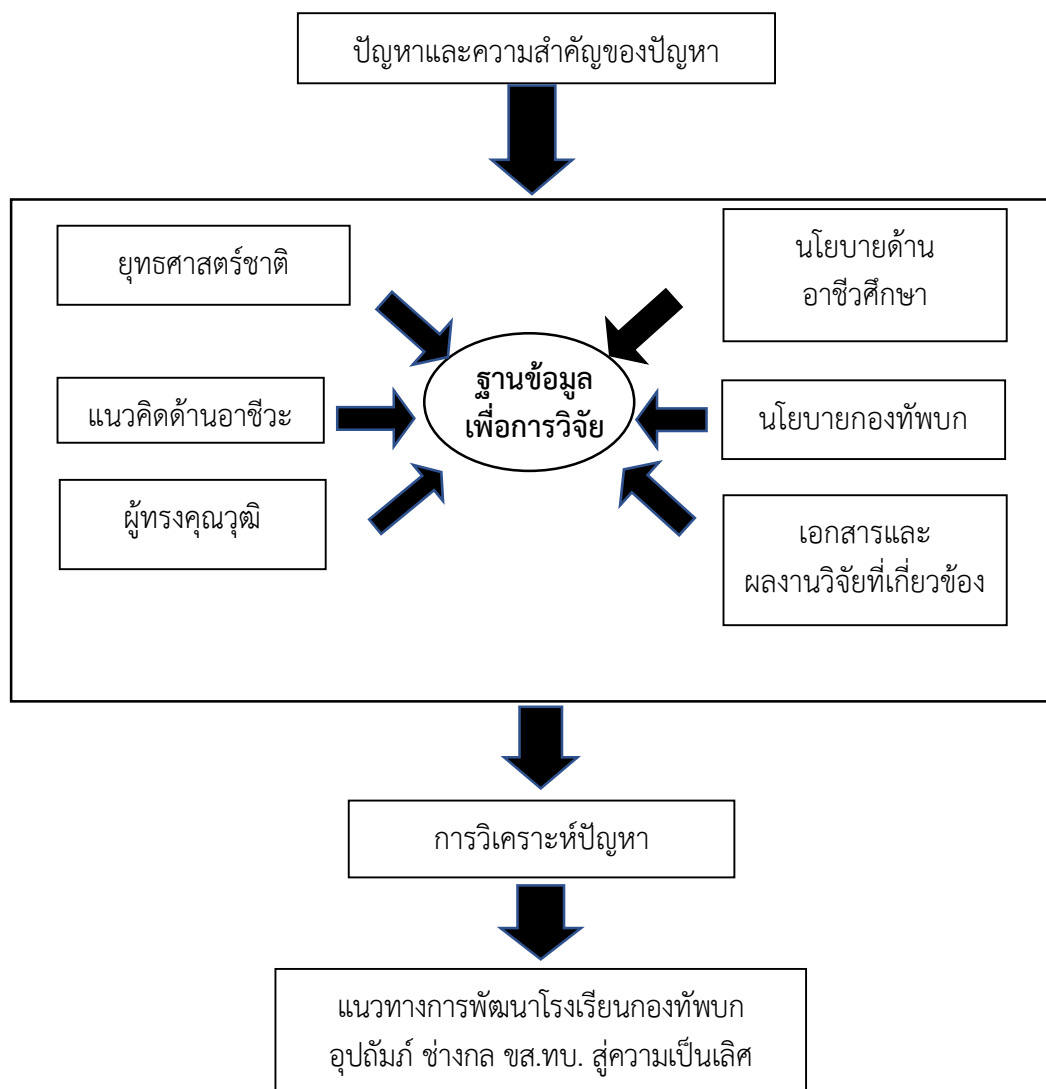 ปัญหาและความสำคัญของปัญหา
ยุทธศาสตร์ชาติ
นโยบายด้าน
อาชีวศึกษา
ฐานข้อมูล
เพื่อการวิจัย
แนวคิดด้านอาชีวะ
นโยบายกองทัพบก
ผู้ทรงคุณวุฒิ
เอกสารและ
ผลงานวิจัยที่เกี่ยวข้อง
การวิเคราะห์ปัญหา
แนวทางการพัฒนาโรงเรียนกองทัพบก
อุปถัมภ์ ช่างกล ขส.ทบ. สู่ความเป็นเลิศ